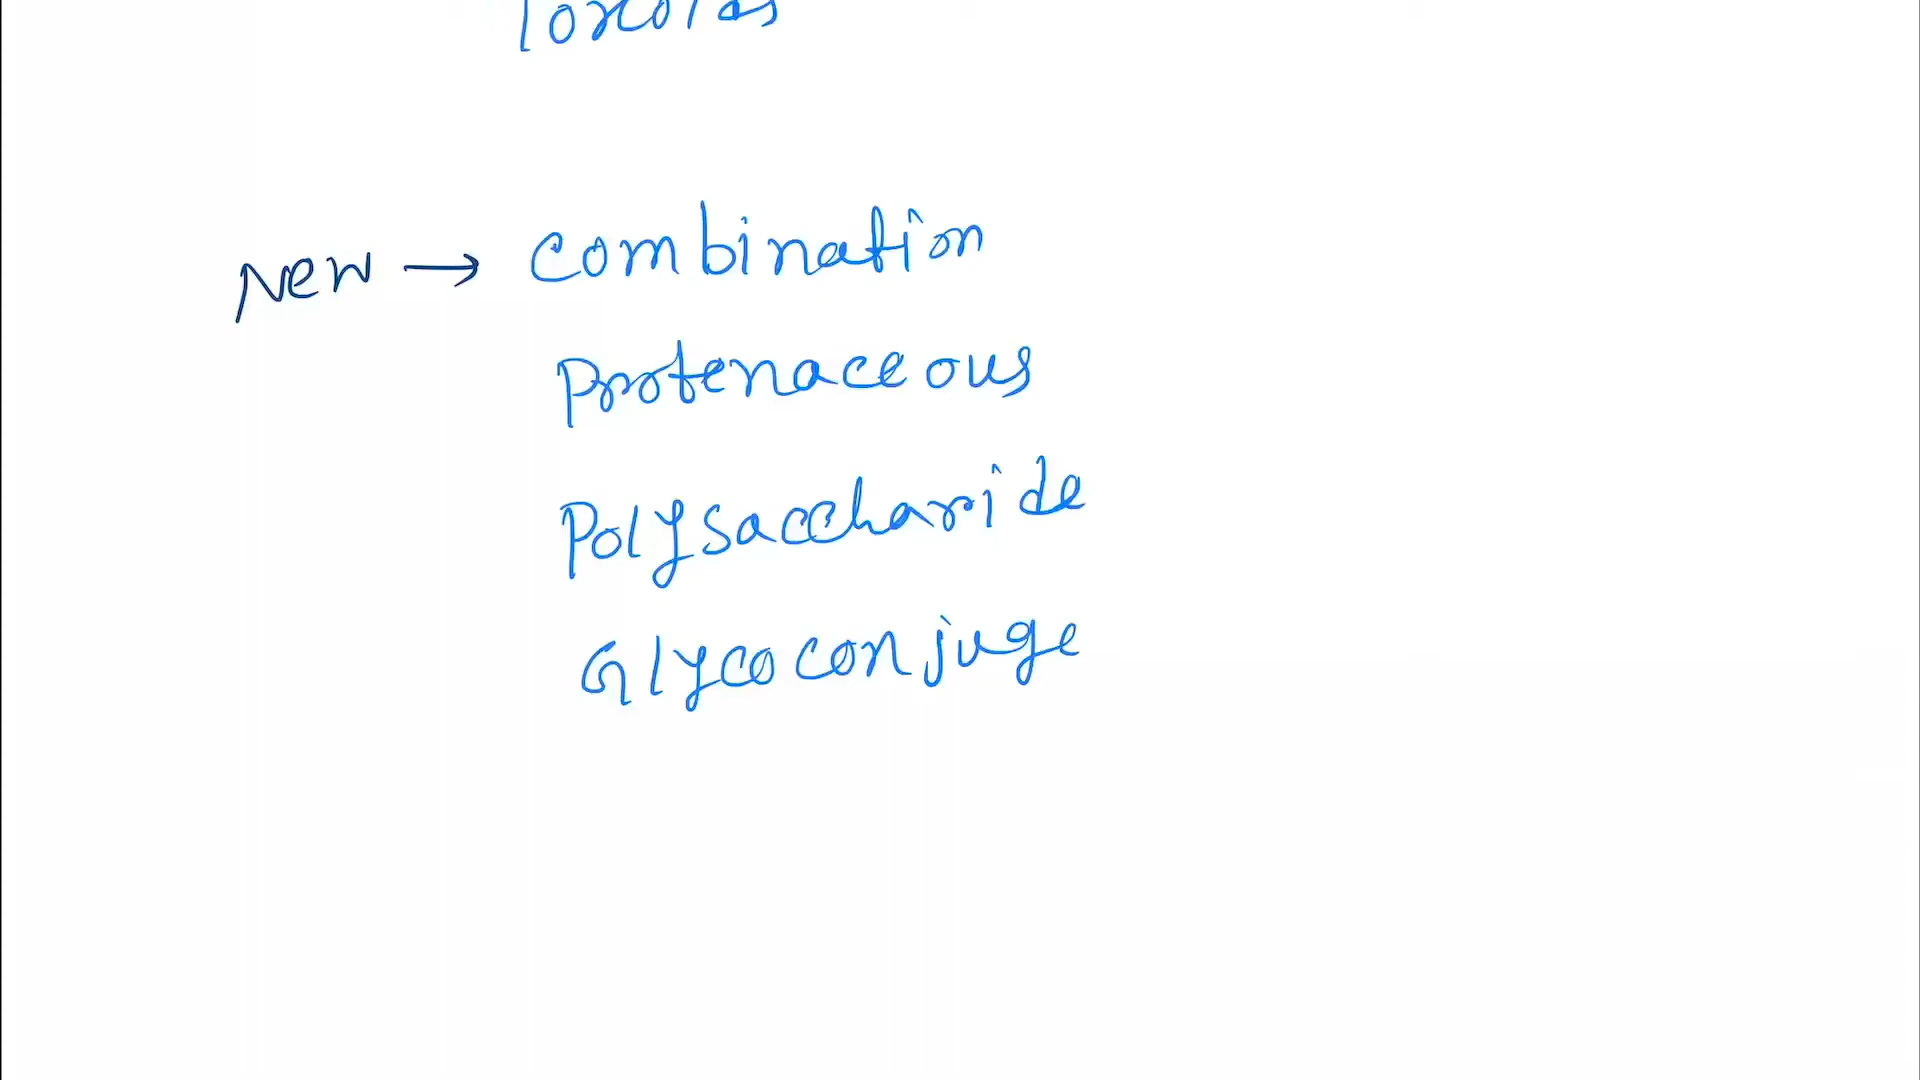 New → Combination
Protenaceous
Polysaccharide
Glycoconjuge